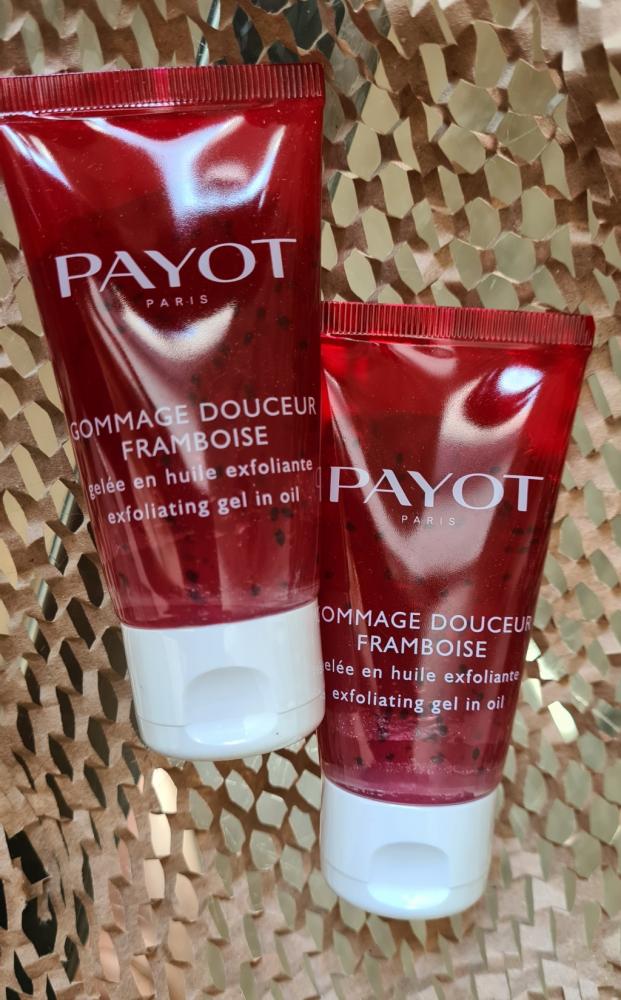 PAYOT
PARIS
GOMMAGE DOUCEUR
FRAMBOISE
gelée en huile exfoliante
exfoliating gel in oil
PAYOT
PARIS
OMMAGE DOUCEUR
FRAMBOISE
elée en huile exfoliante
exfoliating gel in oil